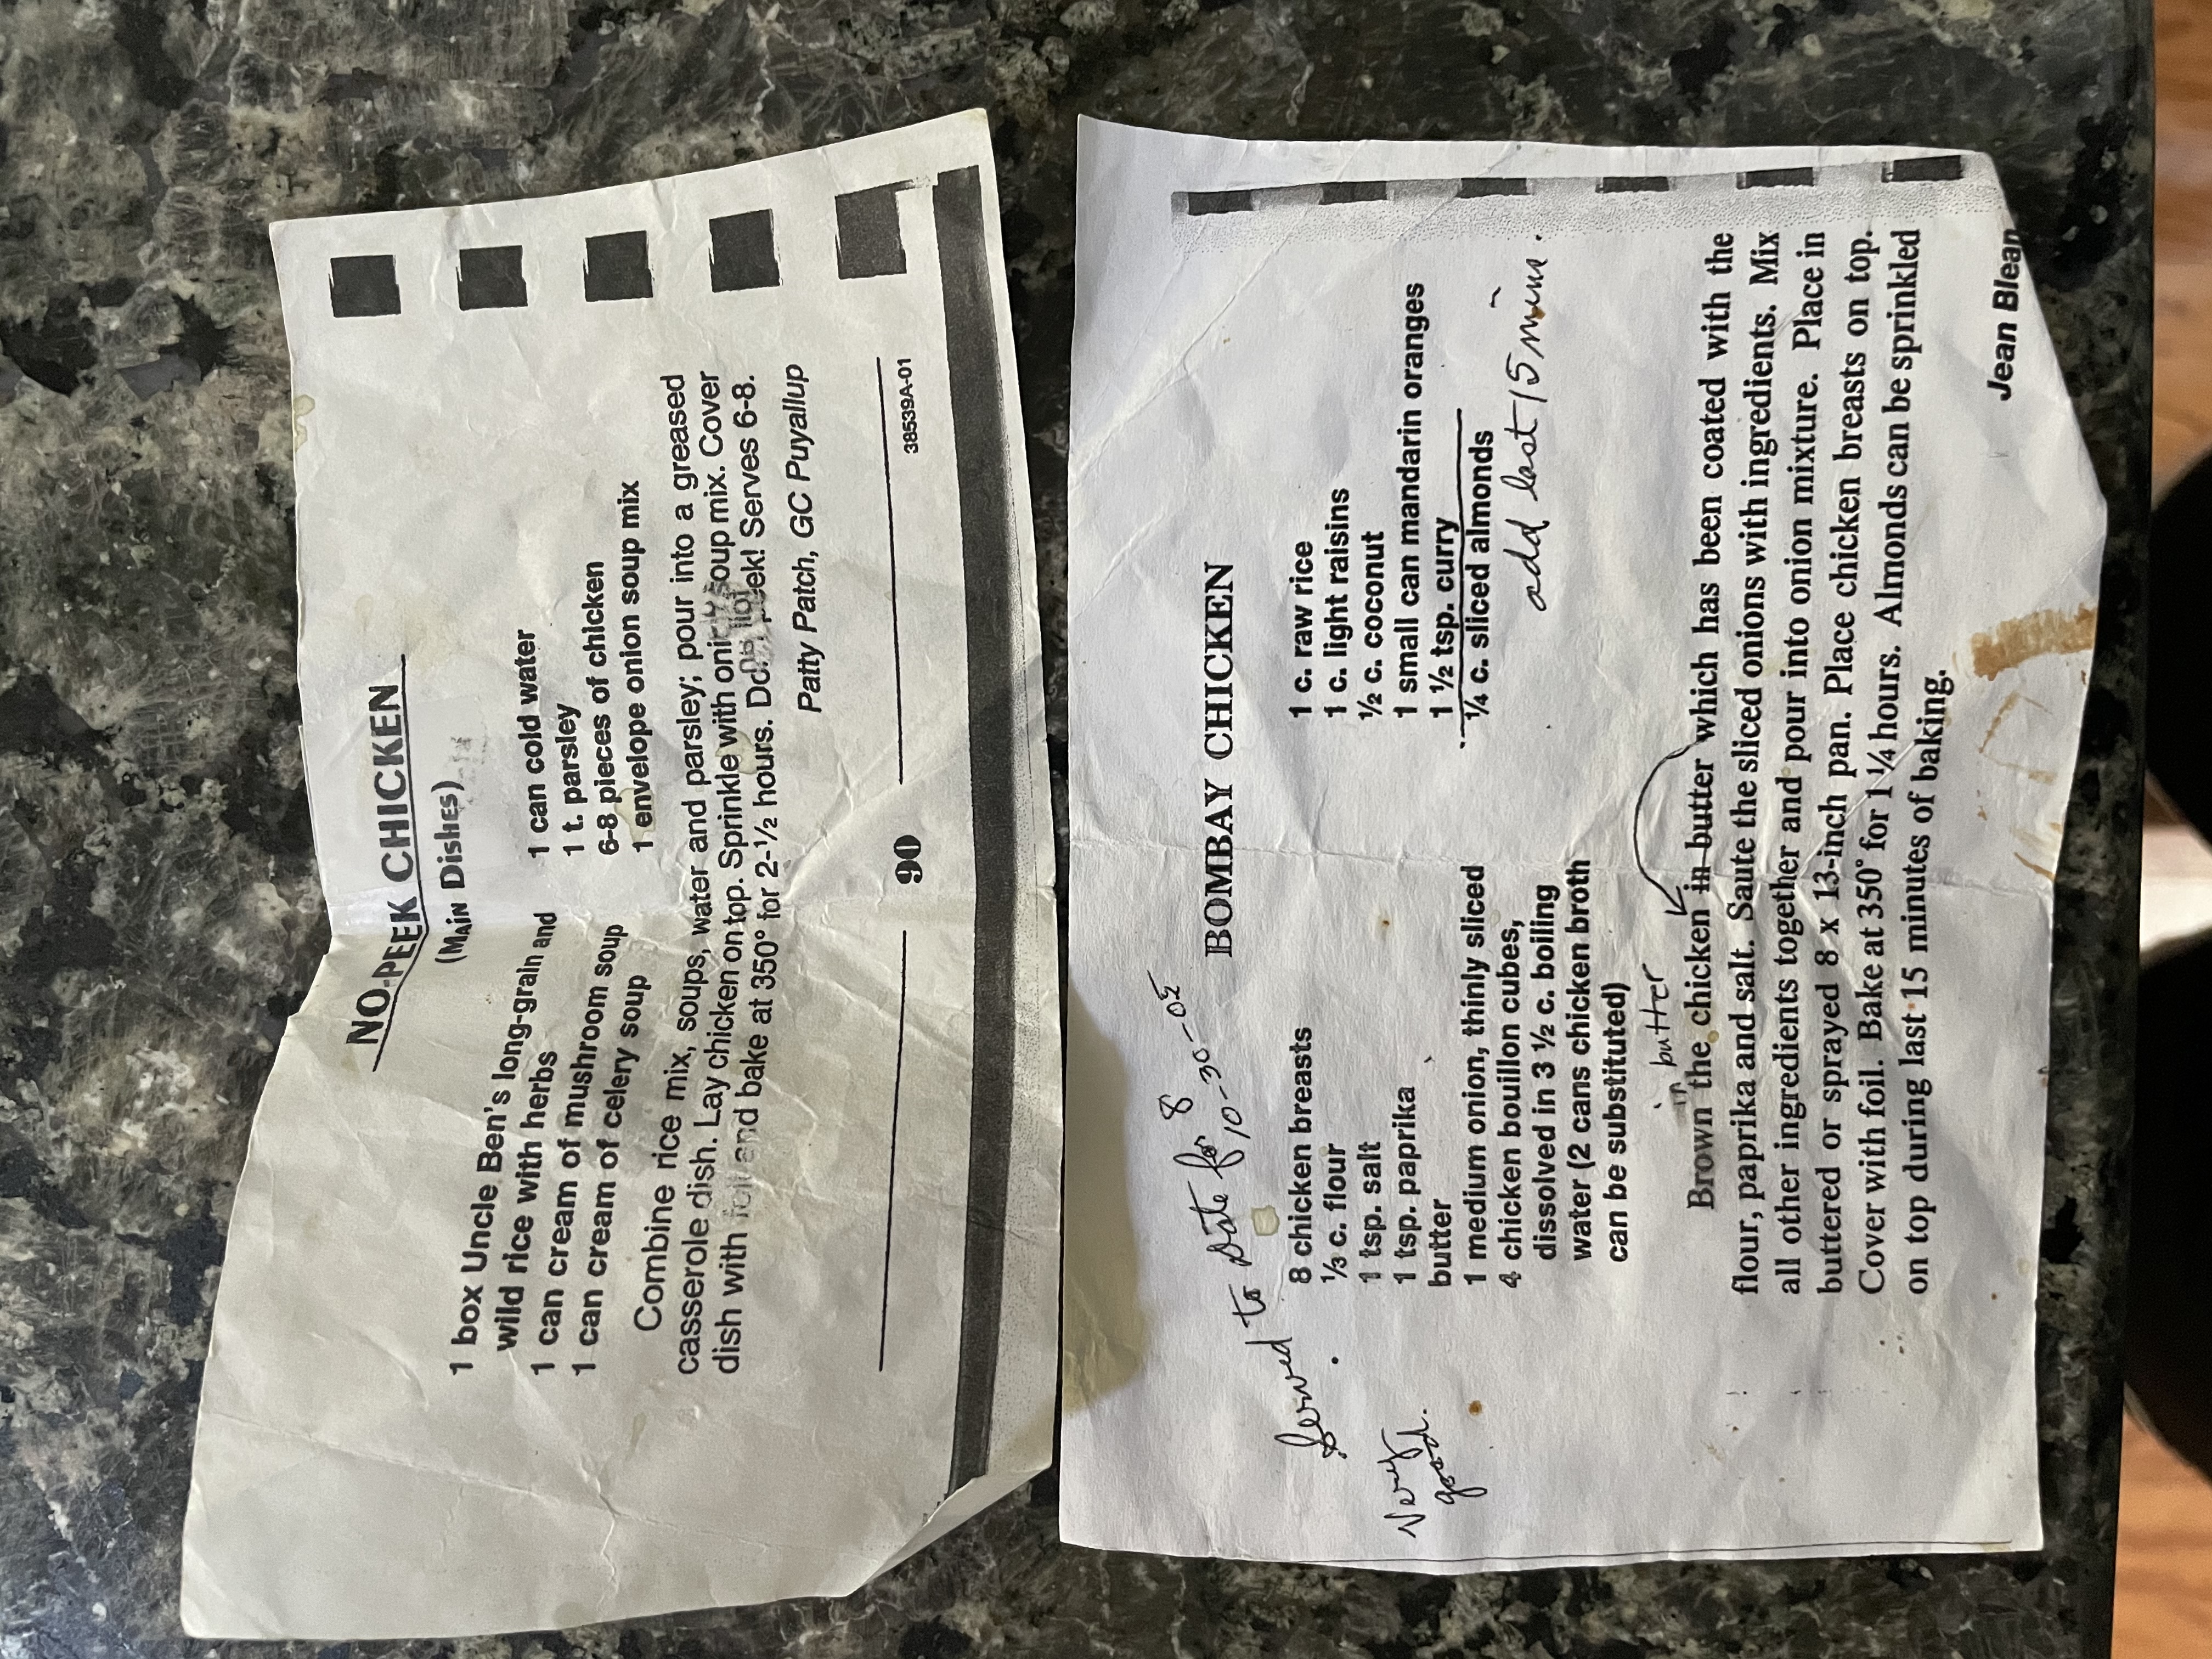 NO-PEEK CHICKEN
(Main Dishes)
1 box Uncle Ben's long-grain and
wild rice with herbs
1 can cream of mushroom soup
1 can cream of celery soup
1 can cold water
1 t. parsley
6-8 pieces of chicken
1 envelope onion soup mix
Combine rice mix, soups, water and parsley; pour into a greased
casserole dish. Lay chicken on top. Sprinkle with onion soup mix. Cover
dish with foil and bake at 350° for 2-½ hours. Do not peek! Serves 6-8.
Patty Patch, GC Puyallup
90
38539A-01
Served to Date for 8
10-30-05
Very
good.
BOMBAY CHICKEN
8 chicken breasts
⅓ c. flour
1 tsp. salt
1 tsp. paprika
butter
1 medium onion, thinly sliced
4 chicken bouillon cubes,
dissolved in 3 ½ c. boiling
water (2 cans chicken broth
can be substituted)
1 c. raw rice
1 c. light raisins
½ c. coconut
1 small can mandarin oranges
1 ½ tsp. curry
¼ c. sliced almonds
add last 15 mins.
in butter
Brown the chicken in butter which has been coated with the
flour, paprika and salt. Saute the sliced onions with ingredients. Mix
all other ingredients together and pour into onion mixture. Place in
buttered or sprayed 8 x 13-inch pan. Place chicken breasts on top.
Cover with foil. Bake at 350° for 1 ¼ hours. Almonds can be sprinkled
on top during last 15 minutes of baking.
Jean Blean